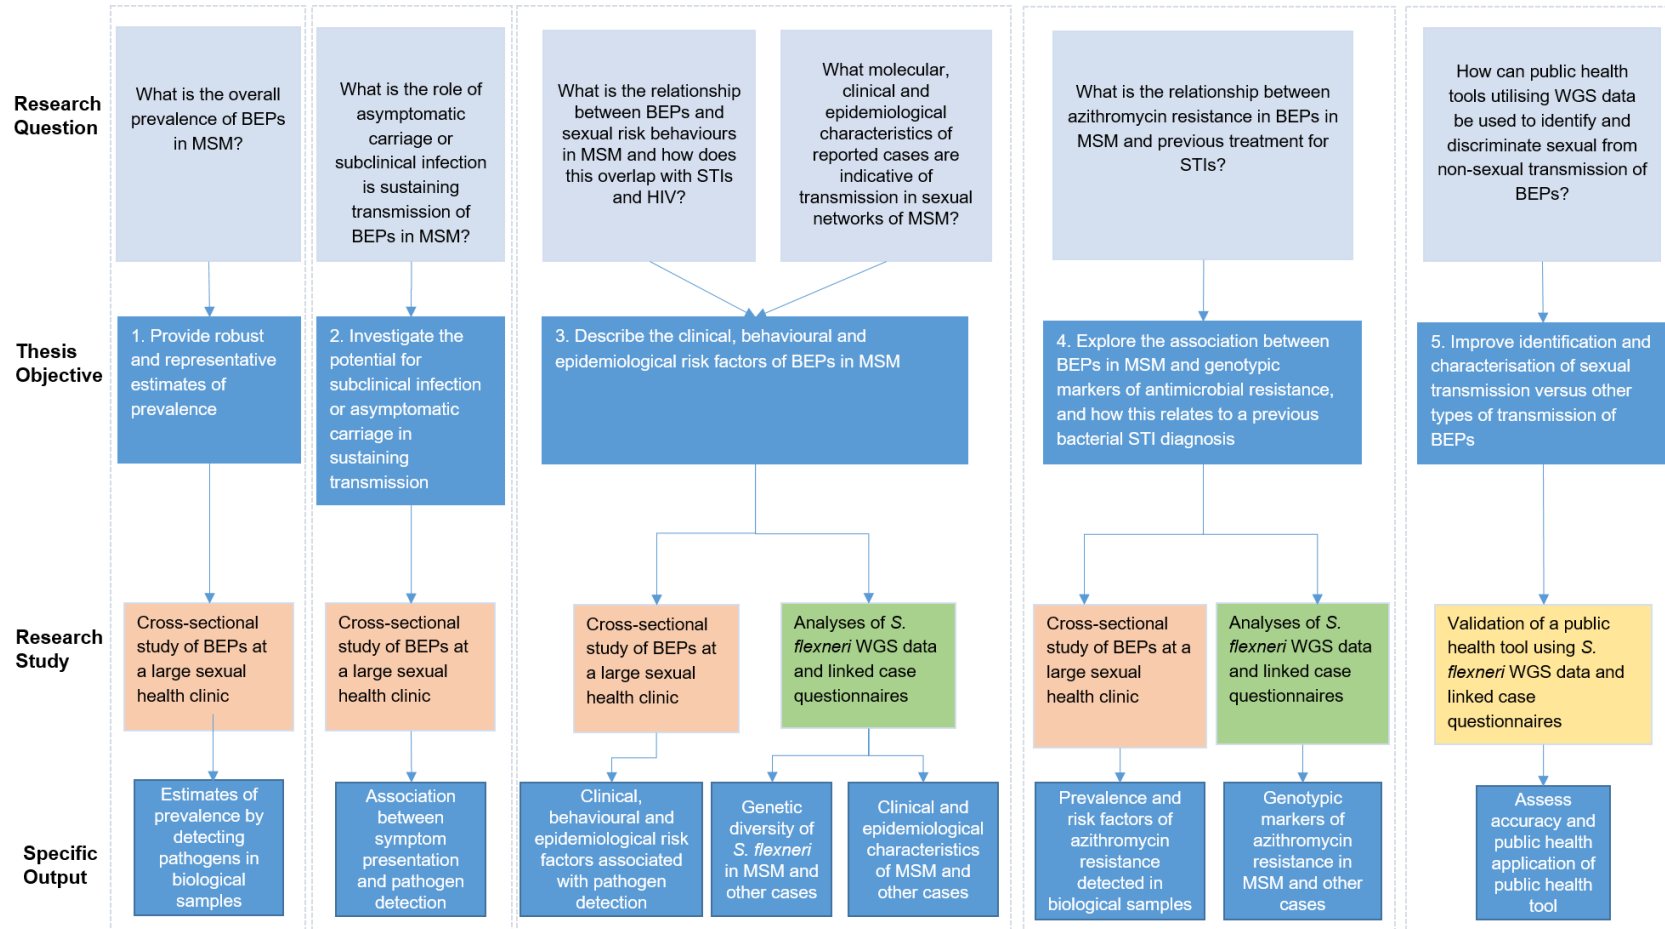 Research
Question
What is the overall
prevalence of BEPs
in MSM?
What is the role of
asymptomatic
carriage or
subclinical infection
is sustaining
transmission of
BEPs in MSM?
What is the relationship
between BEPs and
sexual risk behaviours
in MSM and how does
this overlap with STIs
and HIV?
What molecular,
clinical and
epidemiological
characteristics of
reported cases are
indicative of
transmission in sexual
networks of MSM?
What is the relationship between
azithromycin resistance in BEPs in
MSM and previous treatment for
STIs?
How can public health
tools utilising WGS data
be used to identify and
discriminate sexual from
non-sexual transmission of
BEPs?
Thesis
Objective
1. Provide robust
and representative
estimates of
prevalence
2. Investigate the
potential for
subclinical infection
or asymptomatic
carriage in
sustaining
transmission
3. Describe the clinical, behavioural and
epidemiological risk factors of BEPs in MSM
4. Explore the association between
BEPs in MSM and genotypic
markers of antimicrobial resistance,
and how this relates to a previous
bacterial STI diagnosis
5. Improve identification and
characterisation of sexual
transmission versus other
types of transmission of
BEPs
Research
Study
Cross-sectional
study of BEPs at
a large sexual
health clinic
Cross-sectional
study of BEPs at
a large sexual
health clinic
Cross-sectional
study of BEPs at
a large sexual
health clinic
Analyses of S.
flexneri WGS data
and linked case
questionnaires
Cross-sectional
study of BEPs at a
large sexual health
clinic
Analyses of S.
flexneri WGS data
and linked case
questionnaires
Validation of a public
health tool using S.
flexneri WGS data and
linked case
questionnaires
Specific
Output
Estimates of
prevalence by
detecting
pathogens in
biological
samples
Association
between
symptom
presentation
and pathogen
detection
Clinical,
behavioural and
epidemiological risk
factors associated
with pathogen
detection
Genetic
diversity of
S. flexneri
in MSM and
other cases
Clinical and
epidemiological
characteristics
of MSM and
other cases
Prevalence and
risk factors of
azithromycin
resistance
detected in
biological samples
Genotypic
markers of
azithromycin
resistance in
MSM and other
cases
Assess
accuracy and
public health
application of
public health
tool